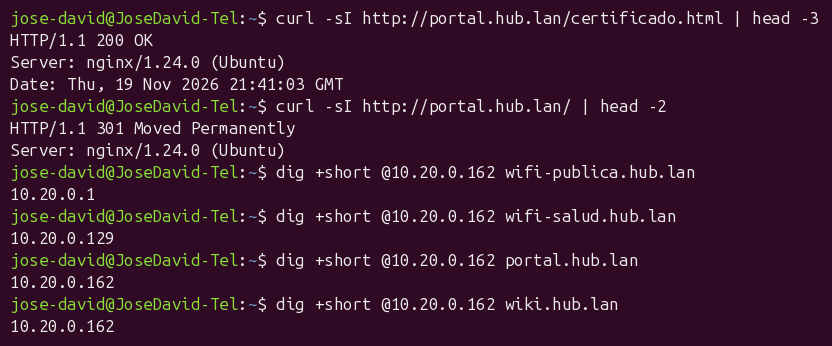 jose-david@JoseDavid-Tel:~$ curl -sI http://portal.hub.lan/certificado.html | head -3
HTTP/1.1 200 OK
Server: nginx/1.24.0 (Ubuntu)
Date: Thu, 19 Nov 2026 21:41:03 GMT
jose-david@JoseDavid-Tel:~$ curl -sI http://portal.hub.lan/ | head -2
HTTP/1.1 301 Moved Permanently
Server: nginx/1.24.0 (Ubuntu)
jose-david@JoseDavid-Tel:~$ dig +short @10.20.0.162 wifi-publica.hub.lan
10.20.0.1
jose-david@JoseDavid-Tel:~$ dig +short @10.20.0.162 wifi-salud.hub.lan
10.20.0.129
jose-david@JoseDavid-Tel:~$ dig +short @10.20.0.162 portal.hub.lan
10.20.0.162
jose-david@JoseDavid-Tel:~$ dig +short @10.20.0.162 wiki.hub.lan
10.20.0.162